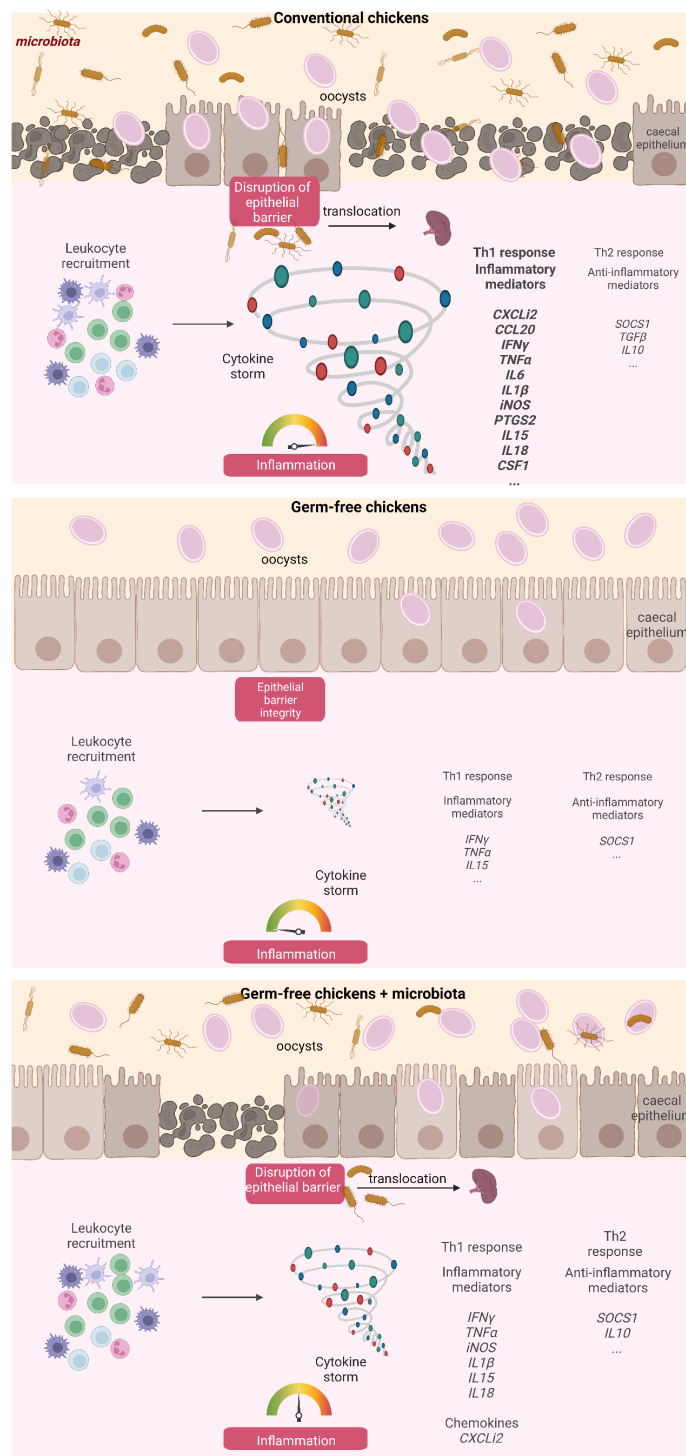 Conventional chickens
microbiota
oocysts
caecal
epithelium
Disruption of
epithelial
barrier
translocation
Leukocyte
recruitment
Th1 response
Inflammatory
mediators
CXCLi2
CCL20
IFNγ
TNFα
IL6
IL1β
iNOS
PTGS2
IL15
IL18
CSF1
...
Th2 response
Anti-inflammatory
mediators
SOCS1
TGFβ
IL10
...
Cytokine
storm
Inflammation
Germ-free chickens
oocysts
caecal
epithelium
Epithelial
barrier
integrity
Leukocyte
recruitment
Th1 response
Inflammatory
mediators
IFNγ
TNFα
IL15
...
Th2 response
Anti-inflammatory
mediators
SOCS1
...
Cytokine
storm
Inflammation
Germ-free chickens + microbiota
oocysts
caecal
epithelium
Disruption of
epithelial barrier
translocation
Leukocyte
recruitment
Th1 response
Inflammatory
mediators
IFNγ
TNFα
iNOS
IL1β
IL15
IL18
Chemokines
CXCLi2
Th2
response
Anti-inflammatory
mediators
SOCS1
IL10
...
Cytokine
storm
Inflammation